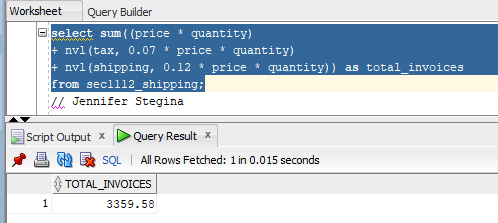 Worksheet Query Builder
select sum((price * quantity)
+ nvl(tax, 0.07 * price * quantity)
+ nvl(shipping, 0.12 * price * quantity)) as total_invoices
from sec1112_shipping;
// Jennifer Stegina
Script Output x Query Result x
SQL | All Rows Fetched: 1 in 0.015 seconds
TOTAL_INVOICES
1 3359.58